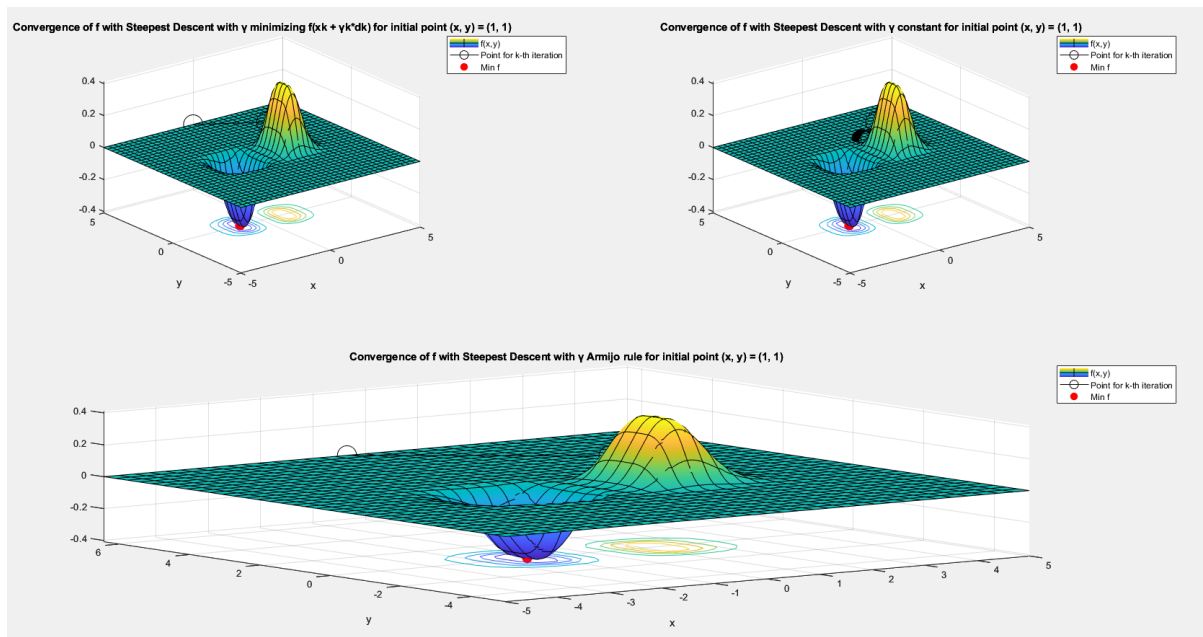 Convergence of f with Steepest Descent with γ minimizing f(xk + γk*dk) for initial point (x, y) = (1, 1)
f(x,y)
Point for k-th iteration
Min f
0.4
0.2
0
-0.2
-0.4
5
0
-5
y
-5
0
5
x
Convergence of f with Steepest Descent with γ constant for initial point (x, y) = (1, 1)
f(x,y)
Point for k-th iteration
Min f
0.4
0.2
0
-0.2
-0.4
5
0
-5
y
-5
0
5
x
Convergence of f with Steepest Descent with γ Armijo rule for initial point (x, y) = (1, 1)
f(x,y)
Point for k-th iteration
Min f
0.4
0.2
0
-0.2
-0.4
6
4
2
0
-2
-4
y
-5
-4
-3
-2
-1
0
1
2
3
4
5
x